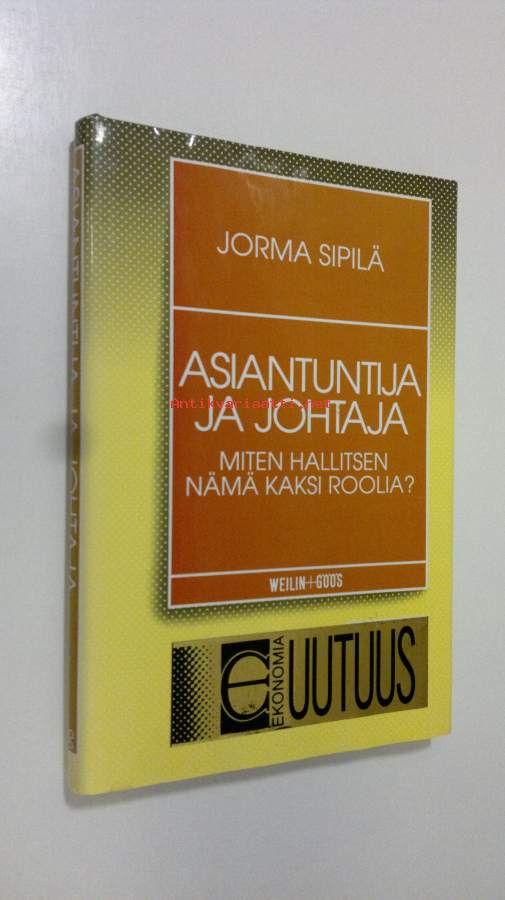 JORMA SIPILÄ
ASIANTUNTIJA
JA JOHTAJA
Antikvariaatti.net
MITEN HALLITSEN
NÄMÄ KAKSI ROOLIA?
WEILIN+GÖÖS
EKONOMIA
UUTUUS
ASIANTUNTIJA JA JOHTAJA